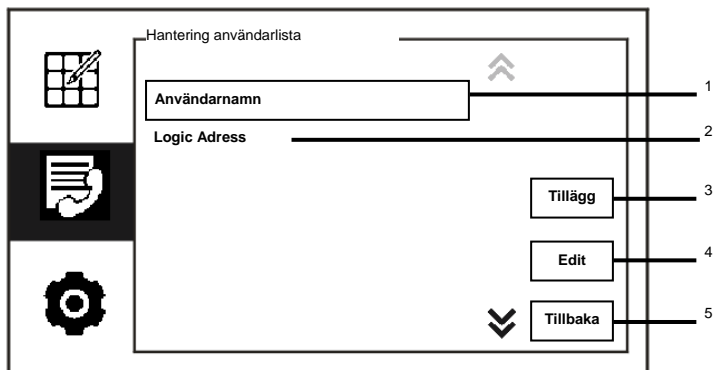 Hantering användarlista
Användarnamn
1
Logic Adress
2
Tillägg
3
Edit
4
Tillbaka
5